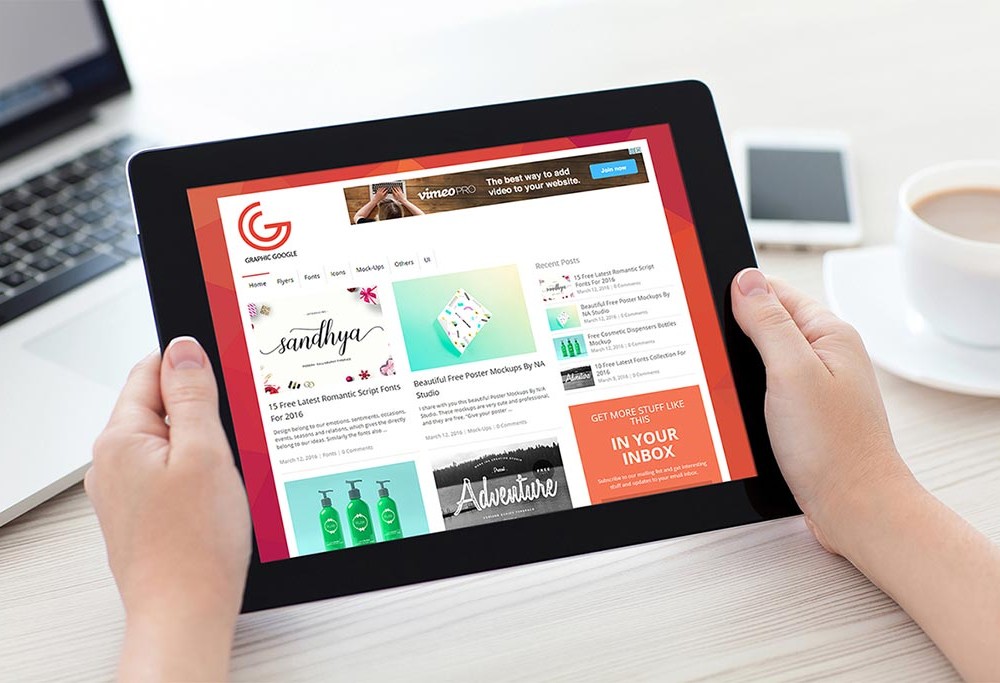 vimeo PRO
The best way to add
video to your website.
Join now
GRAPHIC GOOGLE
Home Flyers Fonts Icons Mock-Ups Others UI
sandhya
15 Free Latest Romantic Script Fonts
For 2016
Design belong to our emotions, sentiments, occasions,
events, seasons and relations, which gives the directly
belong to our ideas. Similarly the fonts also ...
March 12, 2016 | Fonts | 0 Comments
Beautiful Free Poster Mockups By NA
Studio
I share with you this beautiful Poster Mockups By N/A
Studio. These mockups are very cute and professional,
and they are free. "Give your poster ...
March 12, 2016 | Mock-Ups | 0 Comments
FREE
Adventure
Recent Posts
sandhya
15 Free Latest Romantic Script
Fonts For 2016
March 12, 2016 | 0 Comments
Beautiful Free Poster Mockups By
NA Studio
March 12, 2016 | 0 Comments
Free Cosmetic Dispensers Bottles
Mockup
March 12, 2016 | 0 Comments
Adventure
10 Free Latest Fonts Collection For
2016
March 9, 2016 | 0 Comments
GET MORE STUFF LIKE
THIS
IN YOUR
INBOX
Subscribe to our mailing list and get interesting
stuff and updates to your email inbox.